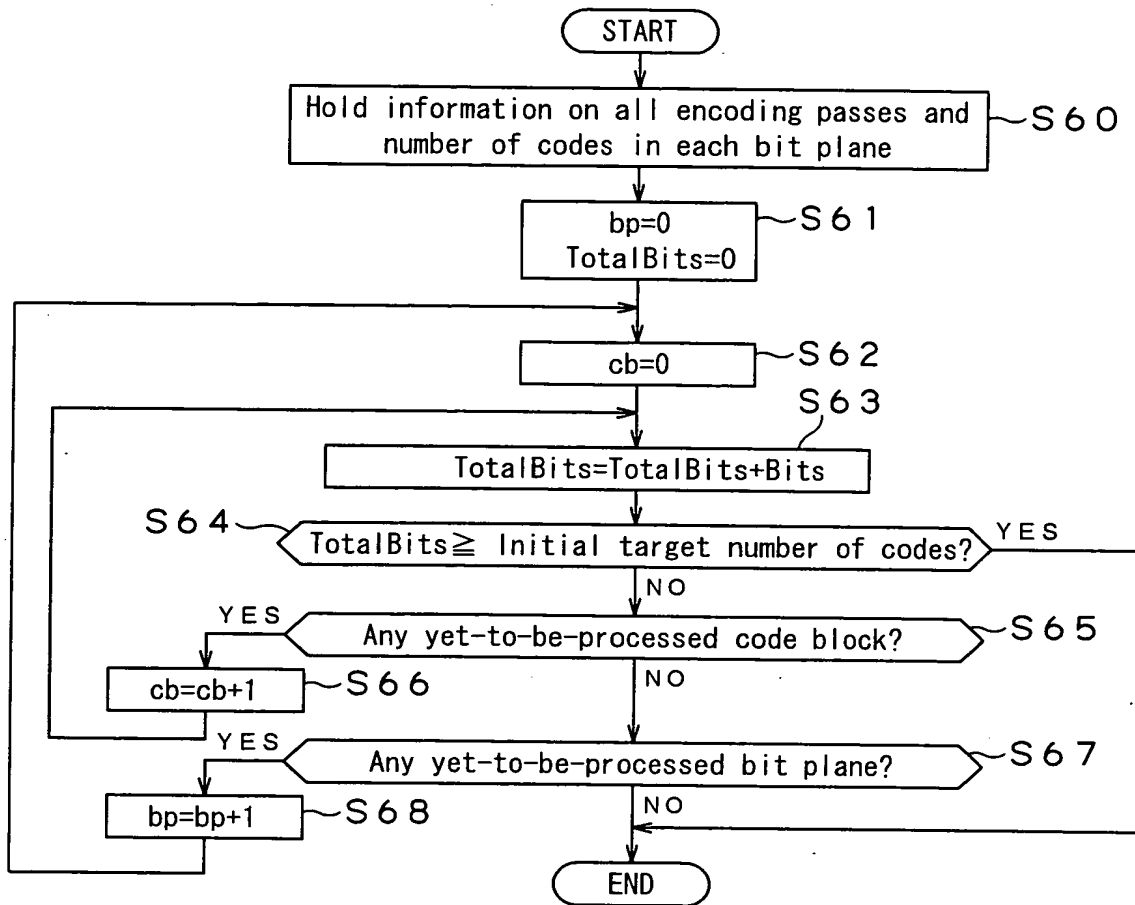 START
Hold information on all encoding passes and
number of codes in each bit plane
S60
bp=0
TotalBits=0
S61
cb=0
S62
S63
TotalBits=TotalBits+Bits
S64
TotalBits≧ Initial target number of codes?
YES
NO
YES
Any yet-to-be-processed code block?
S65
cb=cb+1
S66
NO
YES
Any yet-to-be-processed bit plane?
S67
bp=bp+1
S68
NO
END